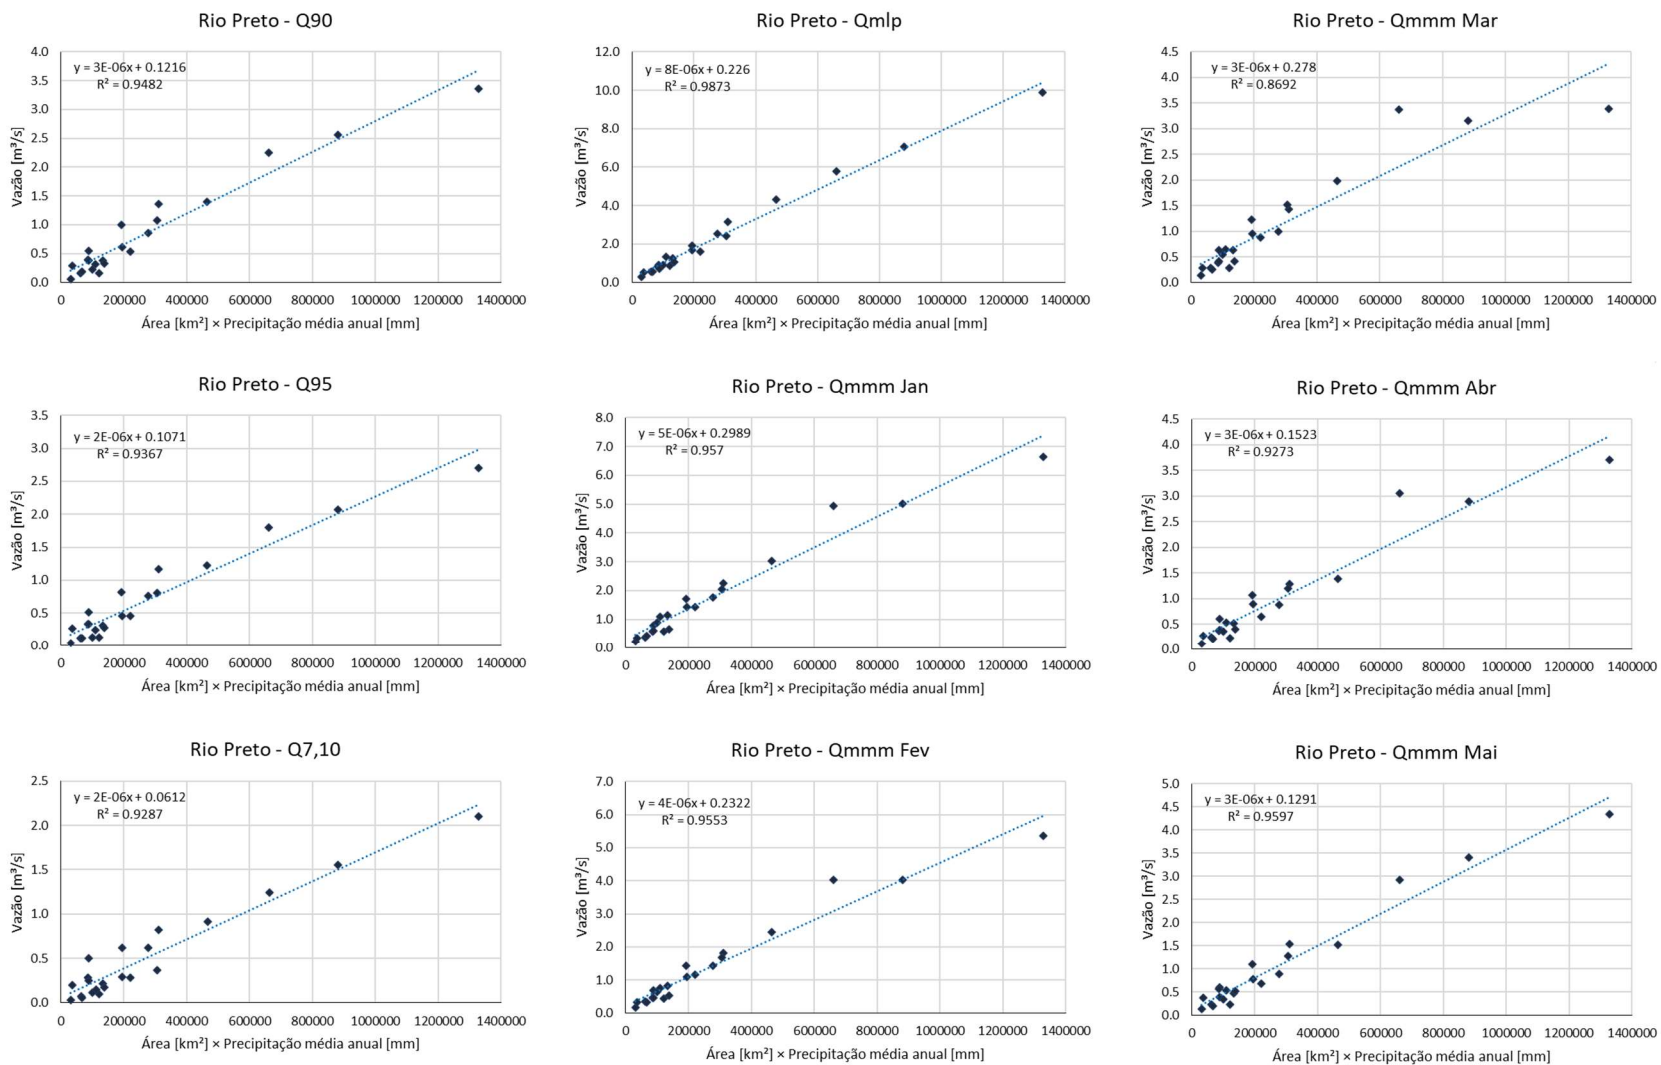 Rio Preto - Q90
4.0
3.5
3.0
2.5
2.0
1.5
1.0
0.5
0.0
y = 3E-06x + 0.1216
R² = 0.9482
Vazão [m³/s]
0 200000 400000 600000 800000 1000000 1200000 1400000
Área [km²] × Precipitação média anual [mm]
Rio Preto - Qmlp
12.0
10.0
8.0
6.0
4.0
2.0
0.0
y = 8E-06x + 0.226
R² = 0.9873
Vazão [m³/s]
0 200000 400000 600000 800000 1000000 1200000 1400000
Área [km²] × Precipitação média anual [mm]
Rio Preto - Qmmm Mar
4.5
4.0
3.5
3.0
2.5
2.0
1.5
1.0
0.5
0.0
y = 3E-06x + 0.278
R² = 0.8692
Vazão [m³/s]
0 200000 400000 600000 800000 1000000 1200000 1400000
Área [km²] × Precipitação média anual [mm]
Rio Preto - Q95
3.5
3.0
2.5
2.0
1.5
1.0
0.5
0.0
y = 2E-06x + 0.1071
R² = 0.9367
Vazão [m³/s]
0 200000 400000 600000 800000 1000000 1200000 1400000
Área [km²] × Precipitação média anual [mm]
Rio Preto - Qmmm Jan
8.0
7.0
6.0
5.0
4.0
3.0
2.0
1.0
0.0
y = 5E-06x + 0.2989
R² = 0.957
Vazão [m³/s]
0 200000 400000 600000 800000 1000000 1200000 1400000
Área [km²] × Precipitação média anual [mm]
Rio Preto - Qmmm Abr
4.5
4.0
3.5
3.0
2.5
2.0
1.5
1.0
0.5
0.0
y = 3E-06x + 0.1523
R² = 0.9273
Vazão [m³/s]
0 200000 400000 600000 800000 1000000 1200000 1400000
Área [km²] × Precipitação média anual [mm]
Rio Preto - Q7,10
2.5
2.0
1.5
1.0
0.5
0.0
y = 2E-06x + 0.0612
R² = 0.9287
Vazão [m³/s]
0 200000 400000 600000 800000 1000000 1200000 1400000
Área [km²] × Precipitação média anual [mm]
Rio Preto - Qmmm Fev
7.0
6.0
5.0
4.0
3.0
2.0
1.0
0.0
y = 4E-06x + 0.2322
R² = 0.9553
Vazão [m³/s]
0 200000 400000 600000 800000 1000000 1200000 1400000
Área [km²] × Precipitação média anual [mm]
Rio Preto - Qmmm Mai
5.0
4.5
4.0
3.5
3.0
2.5
2.0
1.5
1.0
0.5
0.0
y = 3E-06x + 0.1291
R² = 0.9597
Vazão [m³/s]
0 200000 400000 600000 800000 1000000 1200000 1400000
Área [km²] × Precipitação média anual [mm]